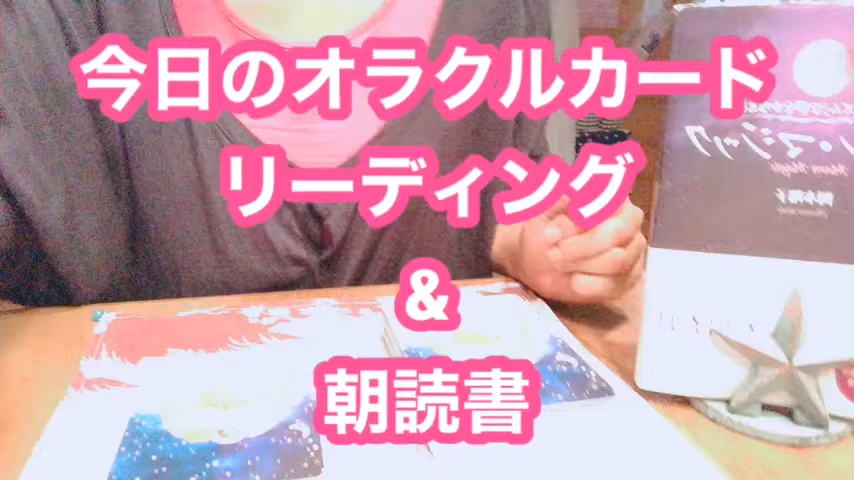 今日のオラクルカード
リーディング
&
朝読書